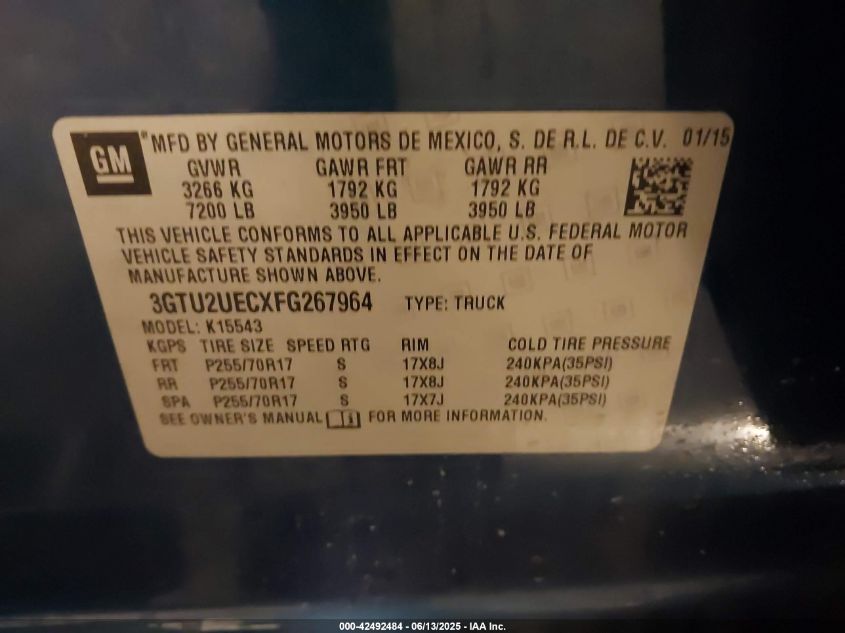 GM
MFD BY GENERAL MOTORS DE MEXICO, S. DE R.L. DE C.V. 01/15
GVWR GAWR FRT GAWR RR
3266 KG 1792 KG 1792 KG
7200 LB 3950 LB 3950 LB
THIS VEHICLE CONFORMS TO ALL APPLICABLE U.S. FEDERAL MOTOR
VEHICLE SAFETY STANDARDS IN EFFECT ON THE DATE OF
MANUFACTURE SHOWN ABOVE.
3GTU2UECXFG267964 TYPE: TRUCK
MODEL: K15543
KGPS TIRE SIZE SPEED RTG RIM COLD TIRE PRESSURE
FRT P255/70R17 S 17X8J 240KPA(35PSI)
RR P255/70R17 S 17X8J 240KPA(35PSI)
SPA P255/70R17 S 17X7J 240KPA(35PSI)
SEE OWNER'S MANUAL FOR MORE INFORMATION.
000-42492484 - 06/13/2025 - IAA Inc.